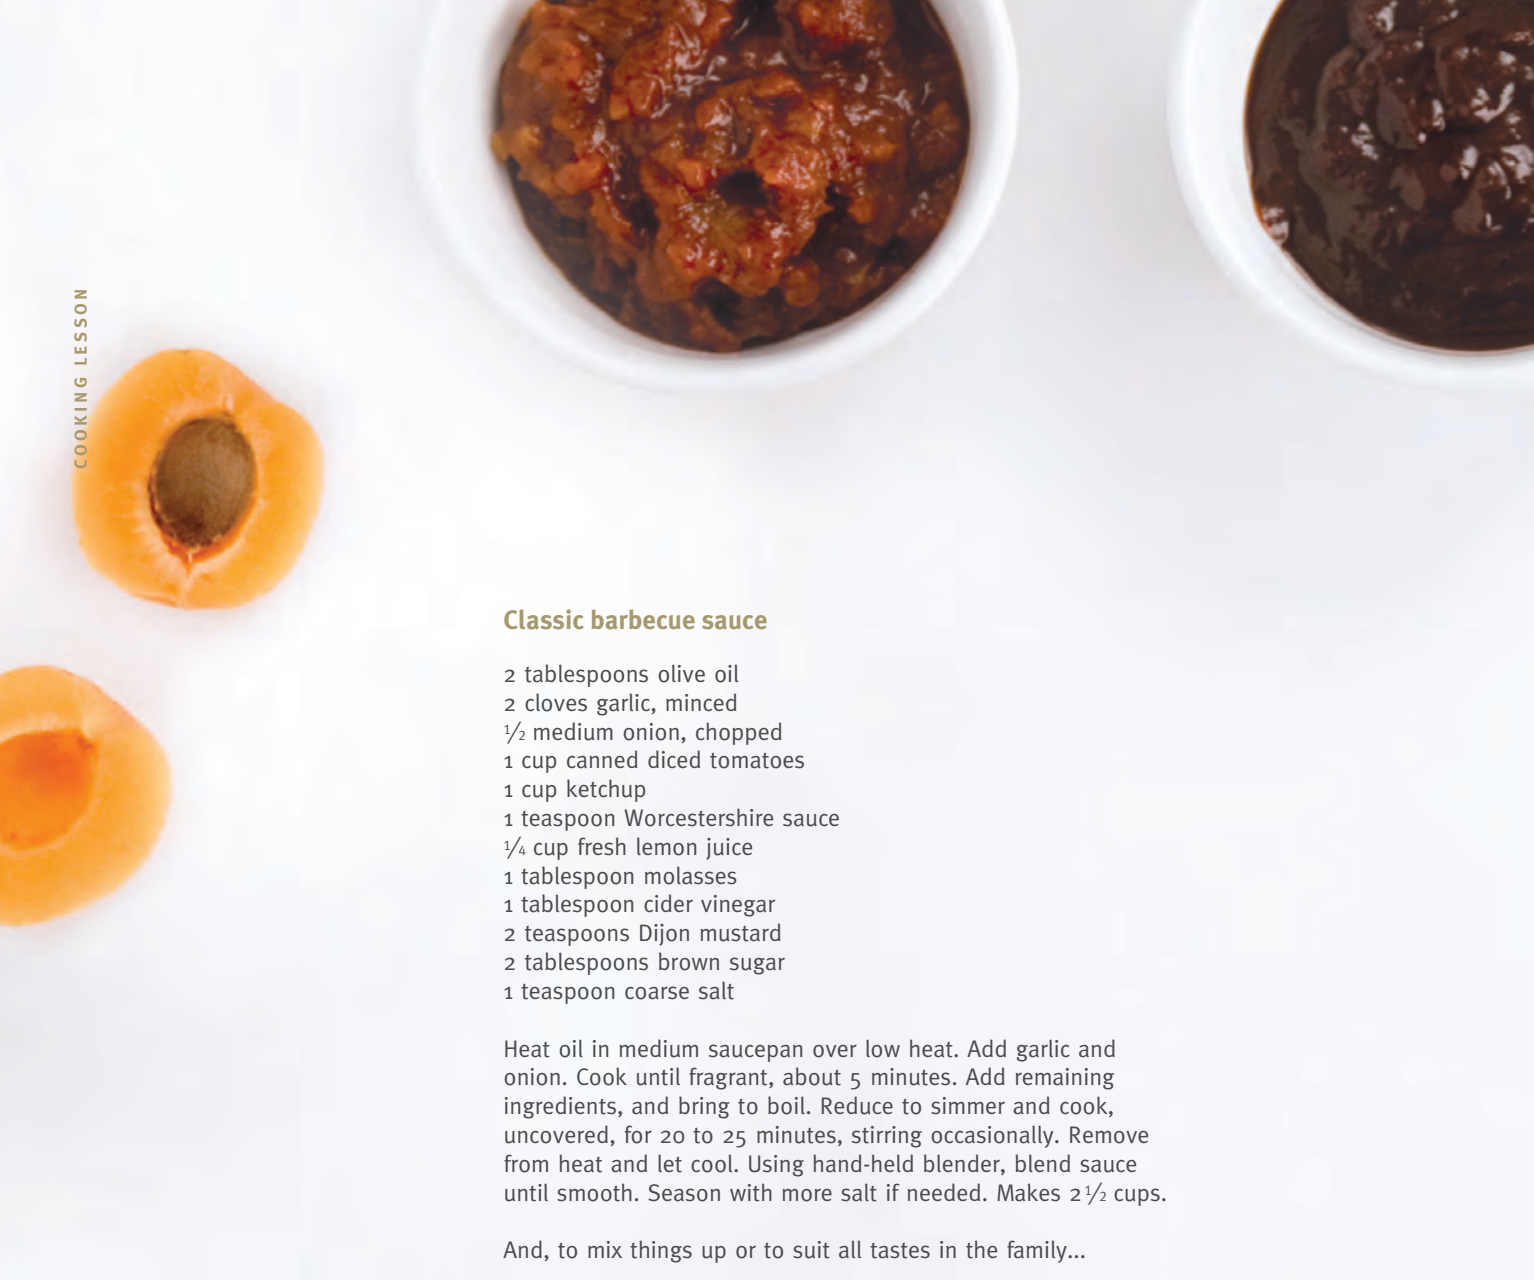 COOKING LESSON
Classic barbecue sauce
2 tablespoons olive oil
2 cloves garlic, minced
½ medium onion, chopped
1 cup canned diced tomatoes
1 cup ketchup
1 teaspoon Worcestershire sauce
¼ cup fresh lemon juice
1 tablespoon molasses
1 tablespoon cider vinegar
2 teaspoons Dijon mustard
2 tablespoons brown sugar
1 teaspoon coarse salt
Heat oil in medium saucepan over low heat. Add garlic and
onion. Cook until fragrant, about 5 minutes. Add remaining
ingredients, and bring to boil. Reduce to simmer and cook,
uncovered, for 20 to 25 minutes, stirring occasionally. Remove
from heat and let cool. Using hand-held blender, blend sauce
until smooth. Season with more salt if needed. Makes 2½ cups.
And, to mix things up or to suit all tastes in the family...